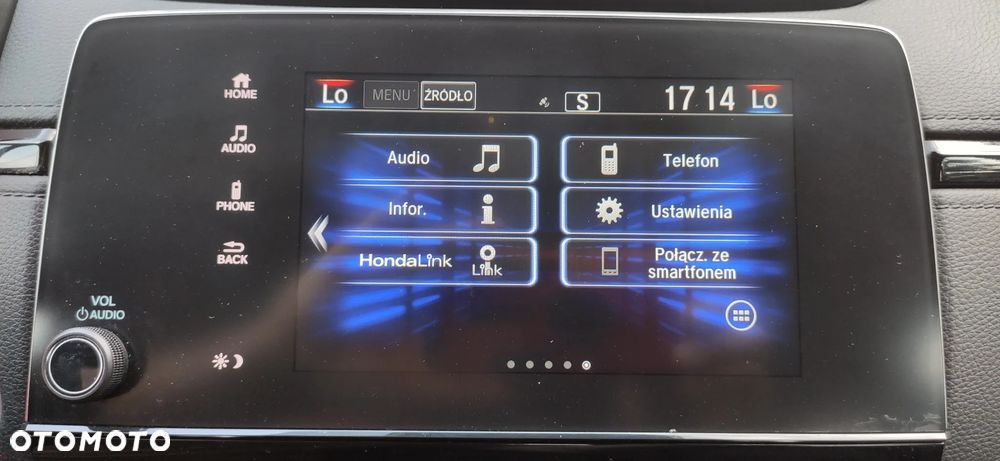 HOME
AUDIO
PHONE
BACK
VOL
AUDIO
Lo MENU ŹRÓDŁO S 17 14 Lo
Audio
Telefon
Infor.
Ustawienia
HondaLink
Link
Połącz. ze
smartfonem
OTOMOTO